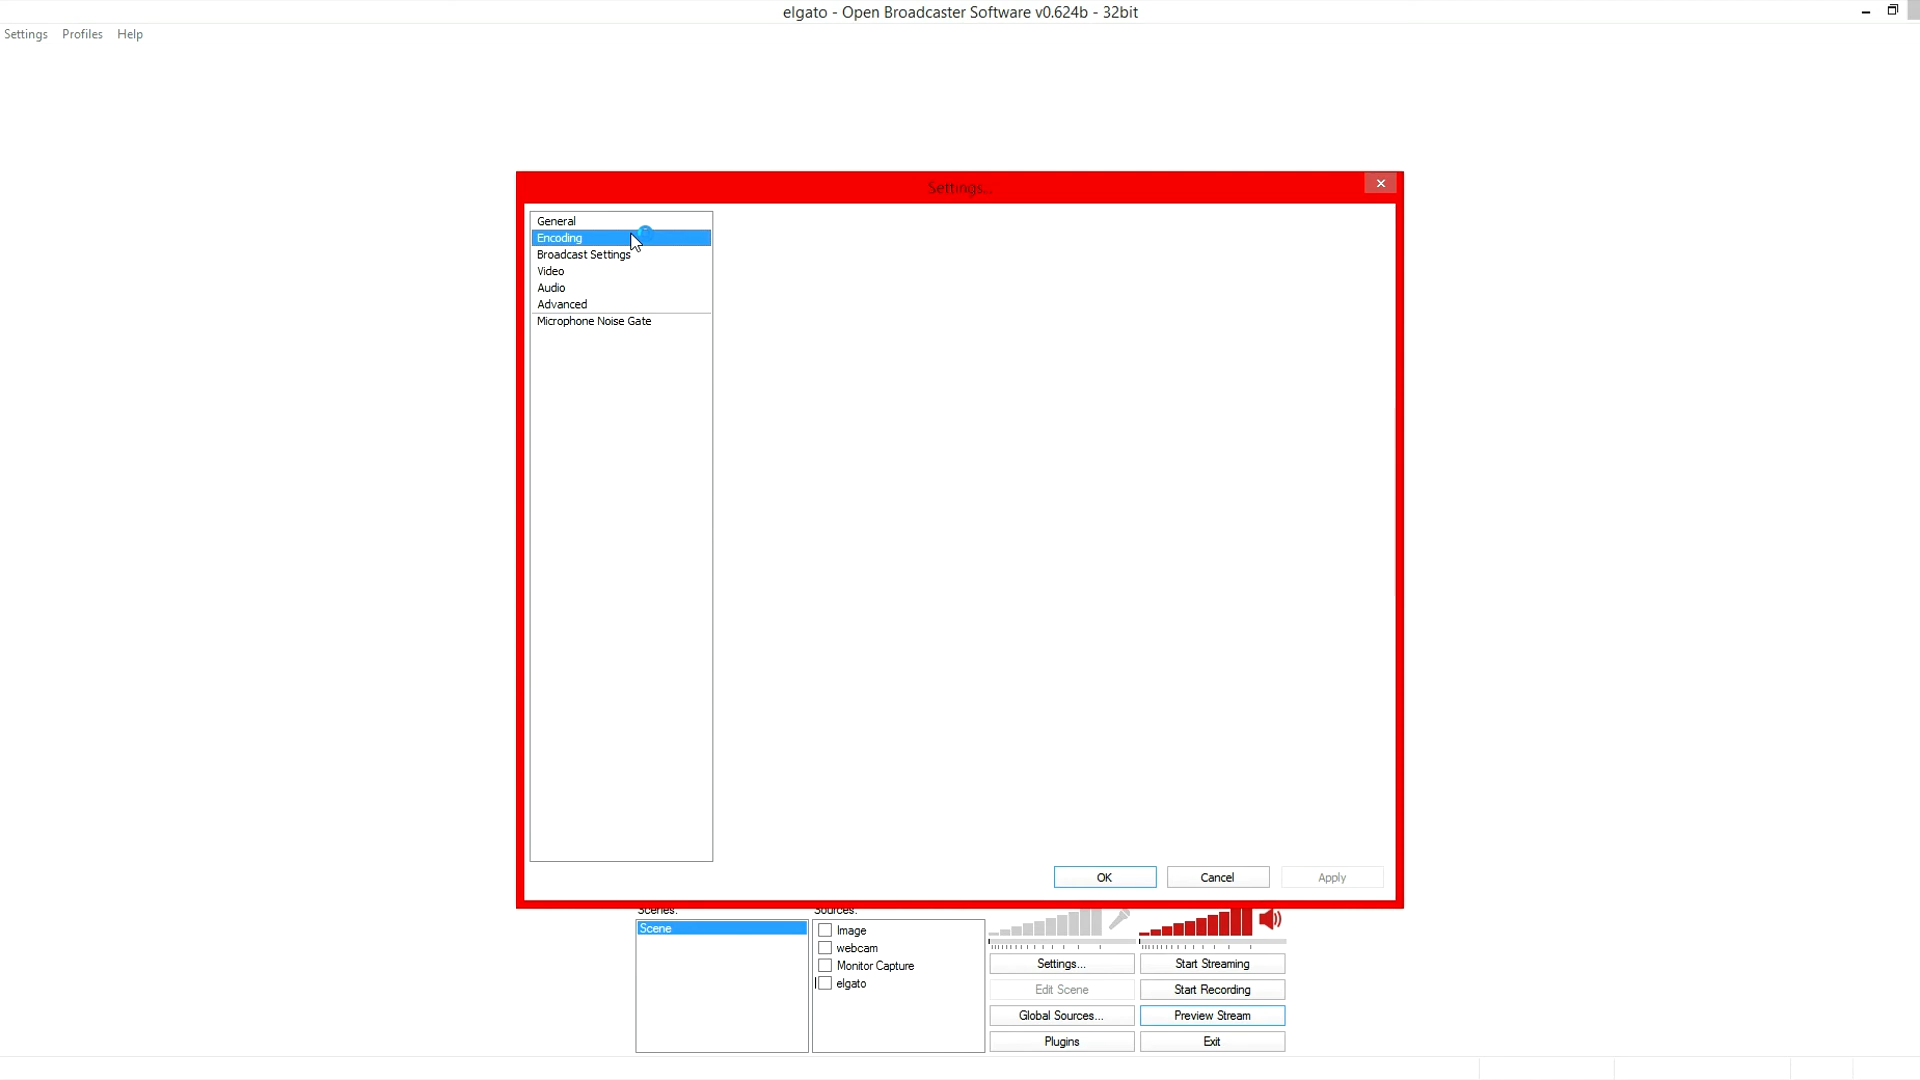 elgato - Open Broadcaster Software v0.624b - 32bit
Settings Profiles Help
Settings...
General
Encoding
Broadcast Settings
Video
Audio
Advanced
Microphone Noise Gate
OK Cancel Apply
Scenes: Sources:
Scene
Image
webcam
Monitor Capture
elgato
Settings... Start Streaming
Edit Scene Start Recording
Global Sources... Preview Stream
Plugins Exit